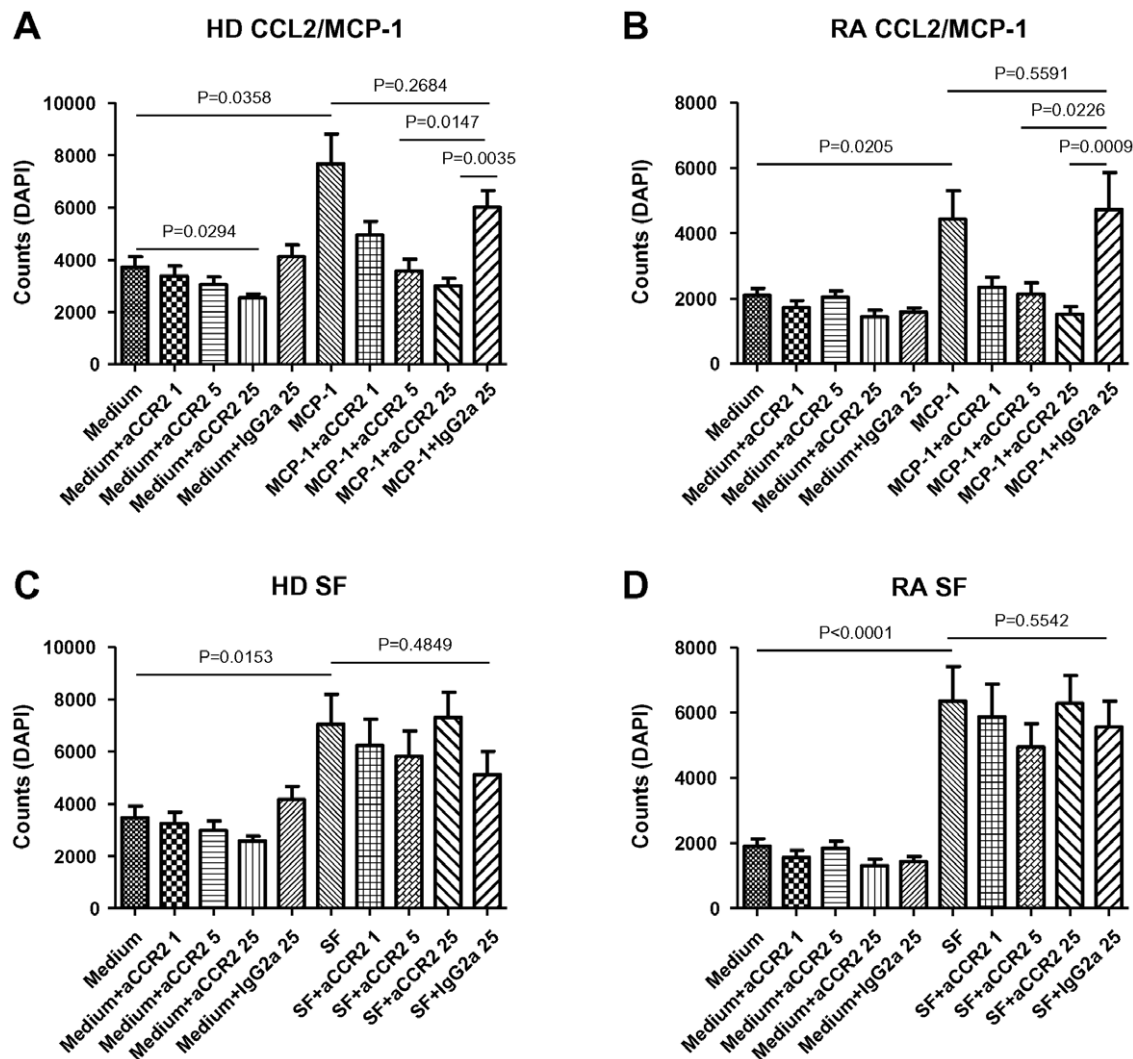 A
HD CCL2/MCP-1
P=0.2684
P=0.0358
P=0.0147
P=0.0035
P=0.0294
Counts (DAPI)
10000
8000
6000
4000
2000
0
Medium
Medium+aCCR2 1
Medium+aCCR2 5
Medium+aCCR2 25
Medium+IgG2a 25
MCP-1
MCP-1+aCCR2 1
MCP-1+aCCR2 5
MCP-1+aCCR2 25
MCP-1+IgG2a 25
B
RA CCL2/MCP-1
P=0.5591
P=0.0226
P=0.0205
P=0.0009
Counts (DAPI)
8000
6000
4000
2000
0
Medium
Medium+aCCR2 1
Medium+aCCR2 5
Medium+aCCR2 25
Medium+IgG2a 25
MCP-1
MCP-1+aCCR2 1
MCP-1+aCCR2 5
MCP-1+aCCR2 25
MCP-1+IgG2a 25
C
HD SF
P=0.0153
P=0.4849
Counts (DAPI)
10000
8000
6000
4000
2000
0
Medium
Medium+aCCR2 1
Medium+aCCR2 5
Medium+aCCR2 25
Medium+IgG2a 25
SF
SF+aCCR2 1
SF+aCCR2 5
SF+aCCR2 25
SF+IgG2a 25
D
RA SF
P<0.0001
P=0.5542
Counts (DAPI)
8000
6000
4000
2000
0
Medium
Medium+aCCR2 1
Medium+aCCR2 5
Medium+aCCR2 25
Medium+IgG2a 25
SF
SF+aCCR2 1
SF+aCCR2 5
SF+aCCR2 25
SF+IgG2a 25